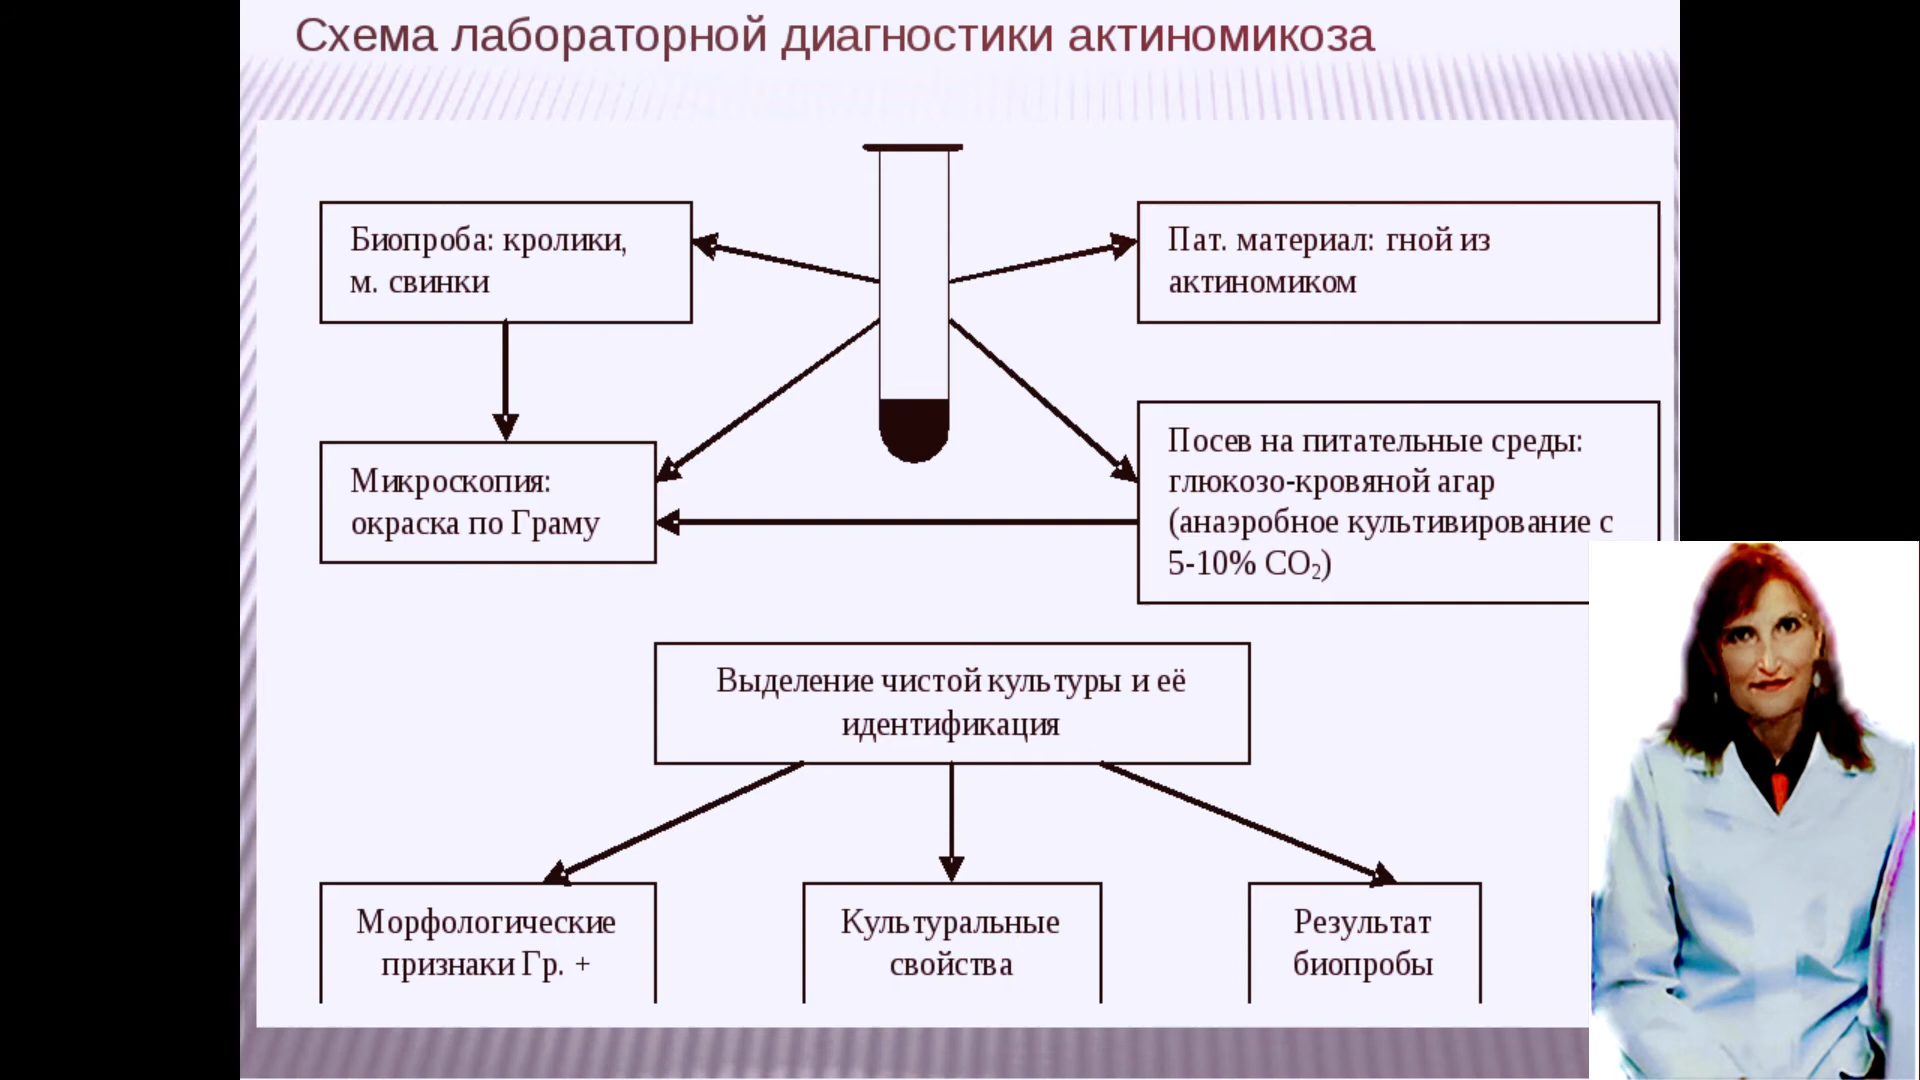 Схема лабораторной диагностики актиномикоза
Биопроба: кролики,
м. свинки
Пат. материал: гной из
актиномиком
Микроскопия:
окраска по Граму
Посев на питательные среды:
глюкозо-кровяной агар
(анаэробное культивирование с
5-10% CO₂)
Выделение чистой культуры и её
идентификация
Морфологические
признаки Гр. +
Культуральные
свойства
Результат
биопробы